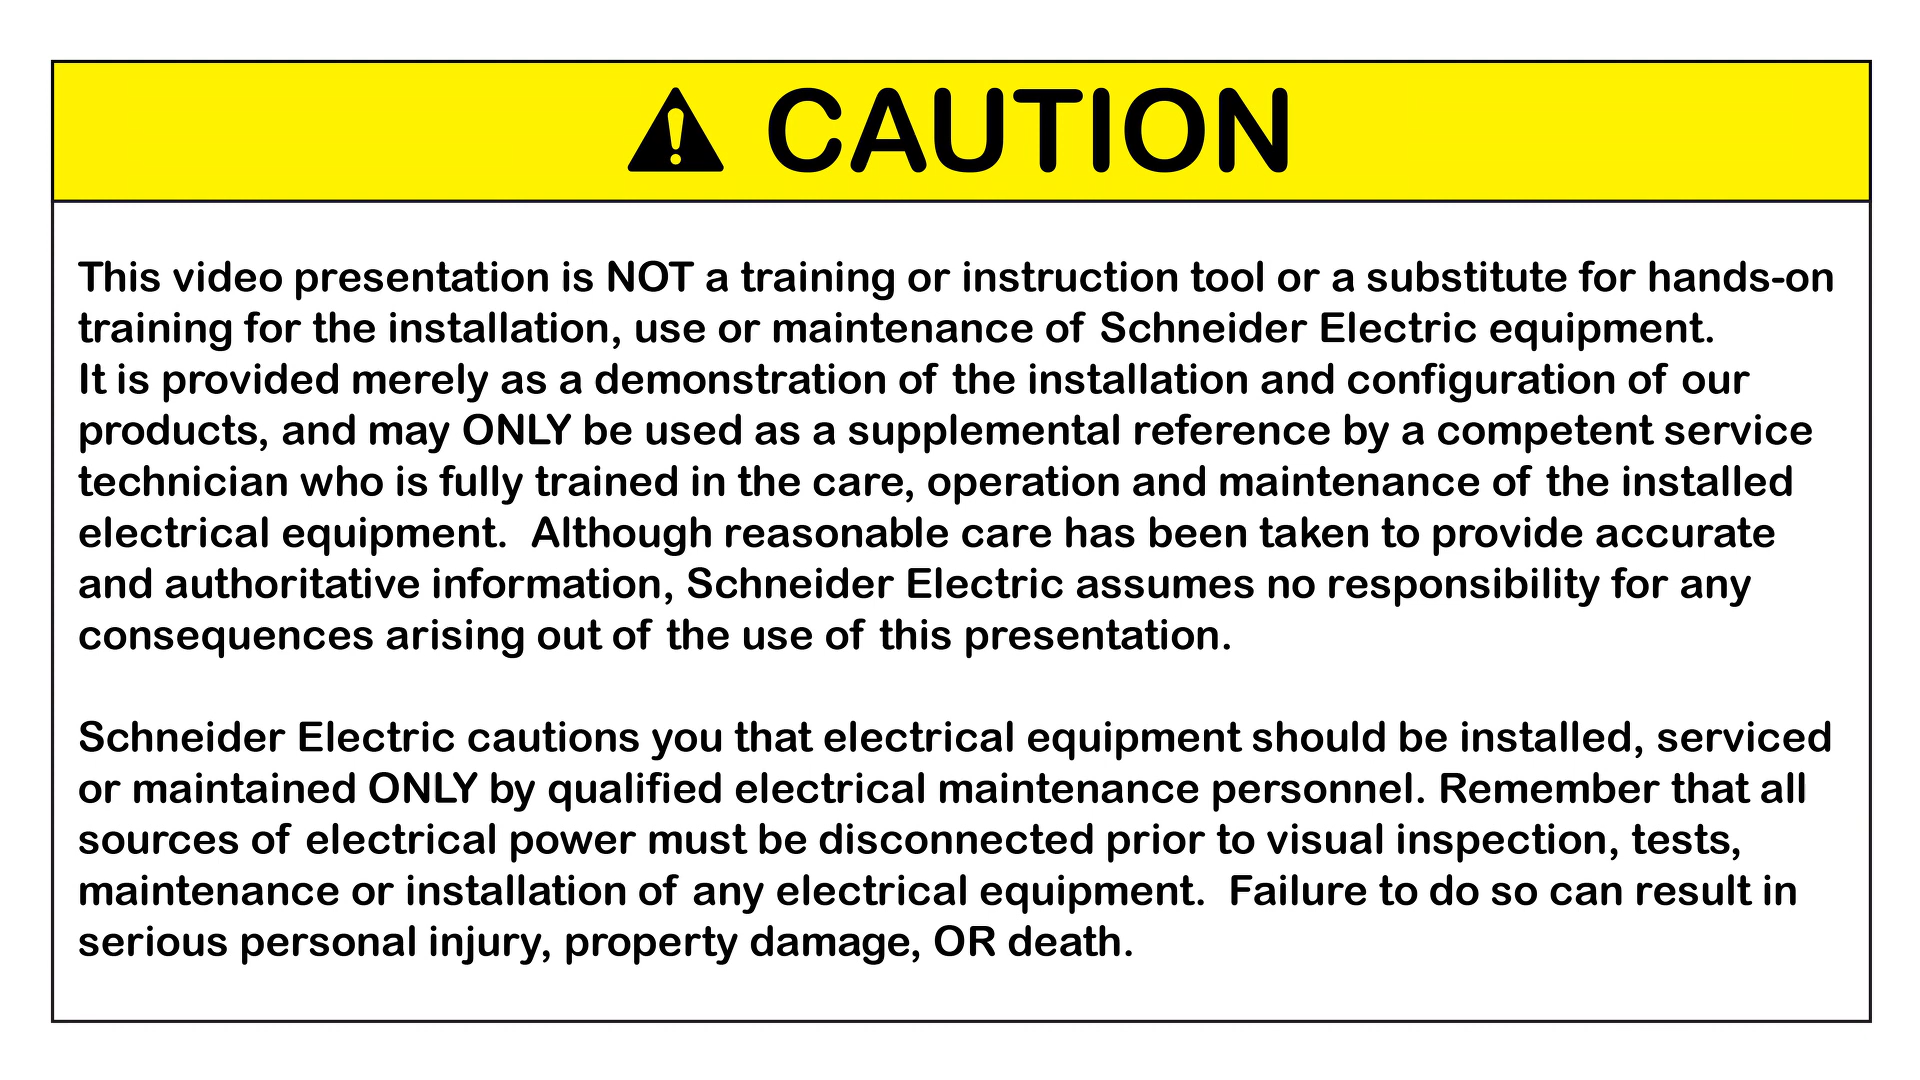 CAUTION
This video presentation is NOT a training or instruction tool or a substitute for hands-on
training for the installation, use or maintenance of Schneider Electric equipment.
It is provided merely as a demonstration of the installation and configuration of our
products, and may ONLY be used as a supplemental reference by a competent service
technician who is fully trained in the care, operation and maintenance of the installed
electrical equipment.  Although reasonable care has been taken to provide accurate
and authoritative information, Schneider Electric assumes no responsibility for any
consequences arising out of the use of this presentation.
Schneider Electric cautions you that electrical equipment should be installed, serviced
or maintained ONLY by qualified electrical maintenance personnel. Remember that all
sources of electrical power must be disconnected prior to visual inspection, tests,
maintenance or installation of any electrical equipment.  Failure to do so can result in
serious personal injury, property damage, OR death.